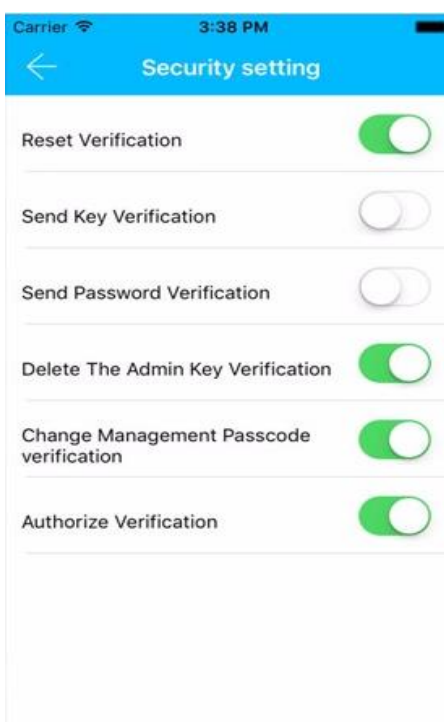 Carrier 3:38 PM
Security setting
Reset Verification
Send Key Verification
Send Password Verification
Delete The Admin Key Verification
Change Management Passcode
verification
Authorize Verification